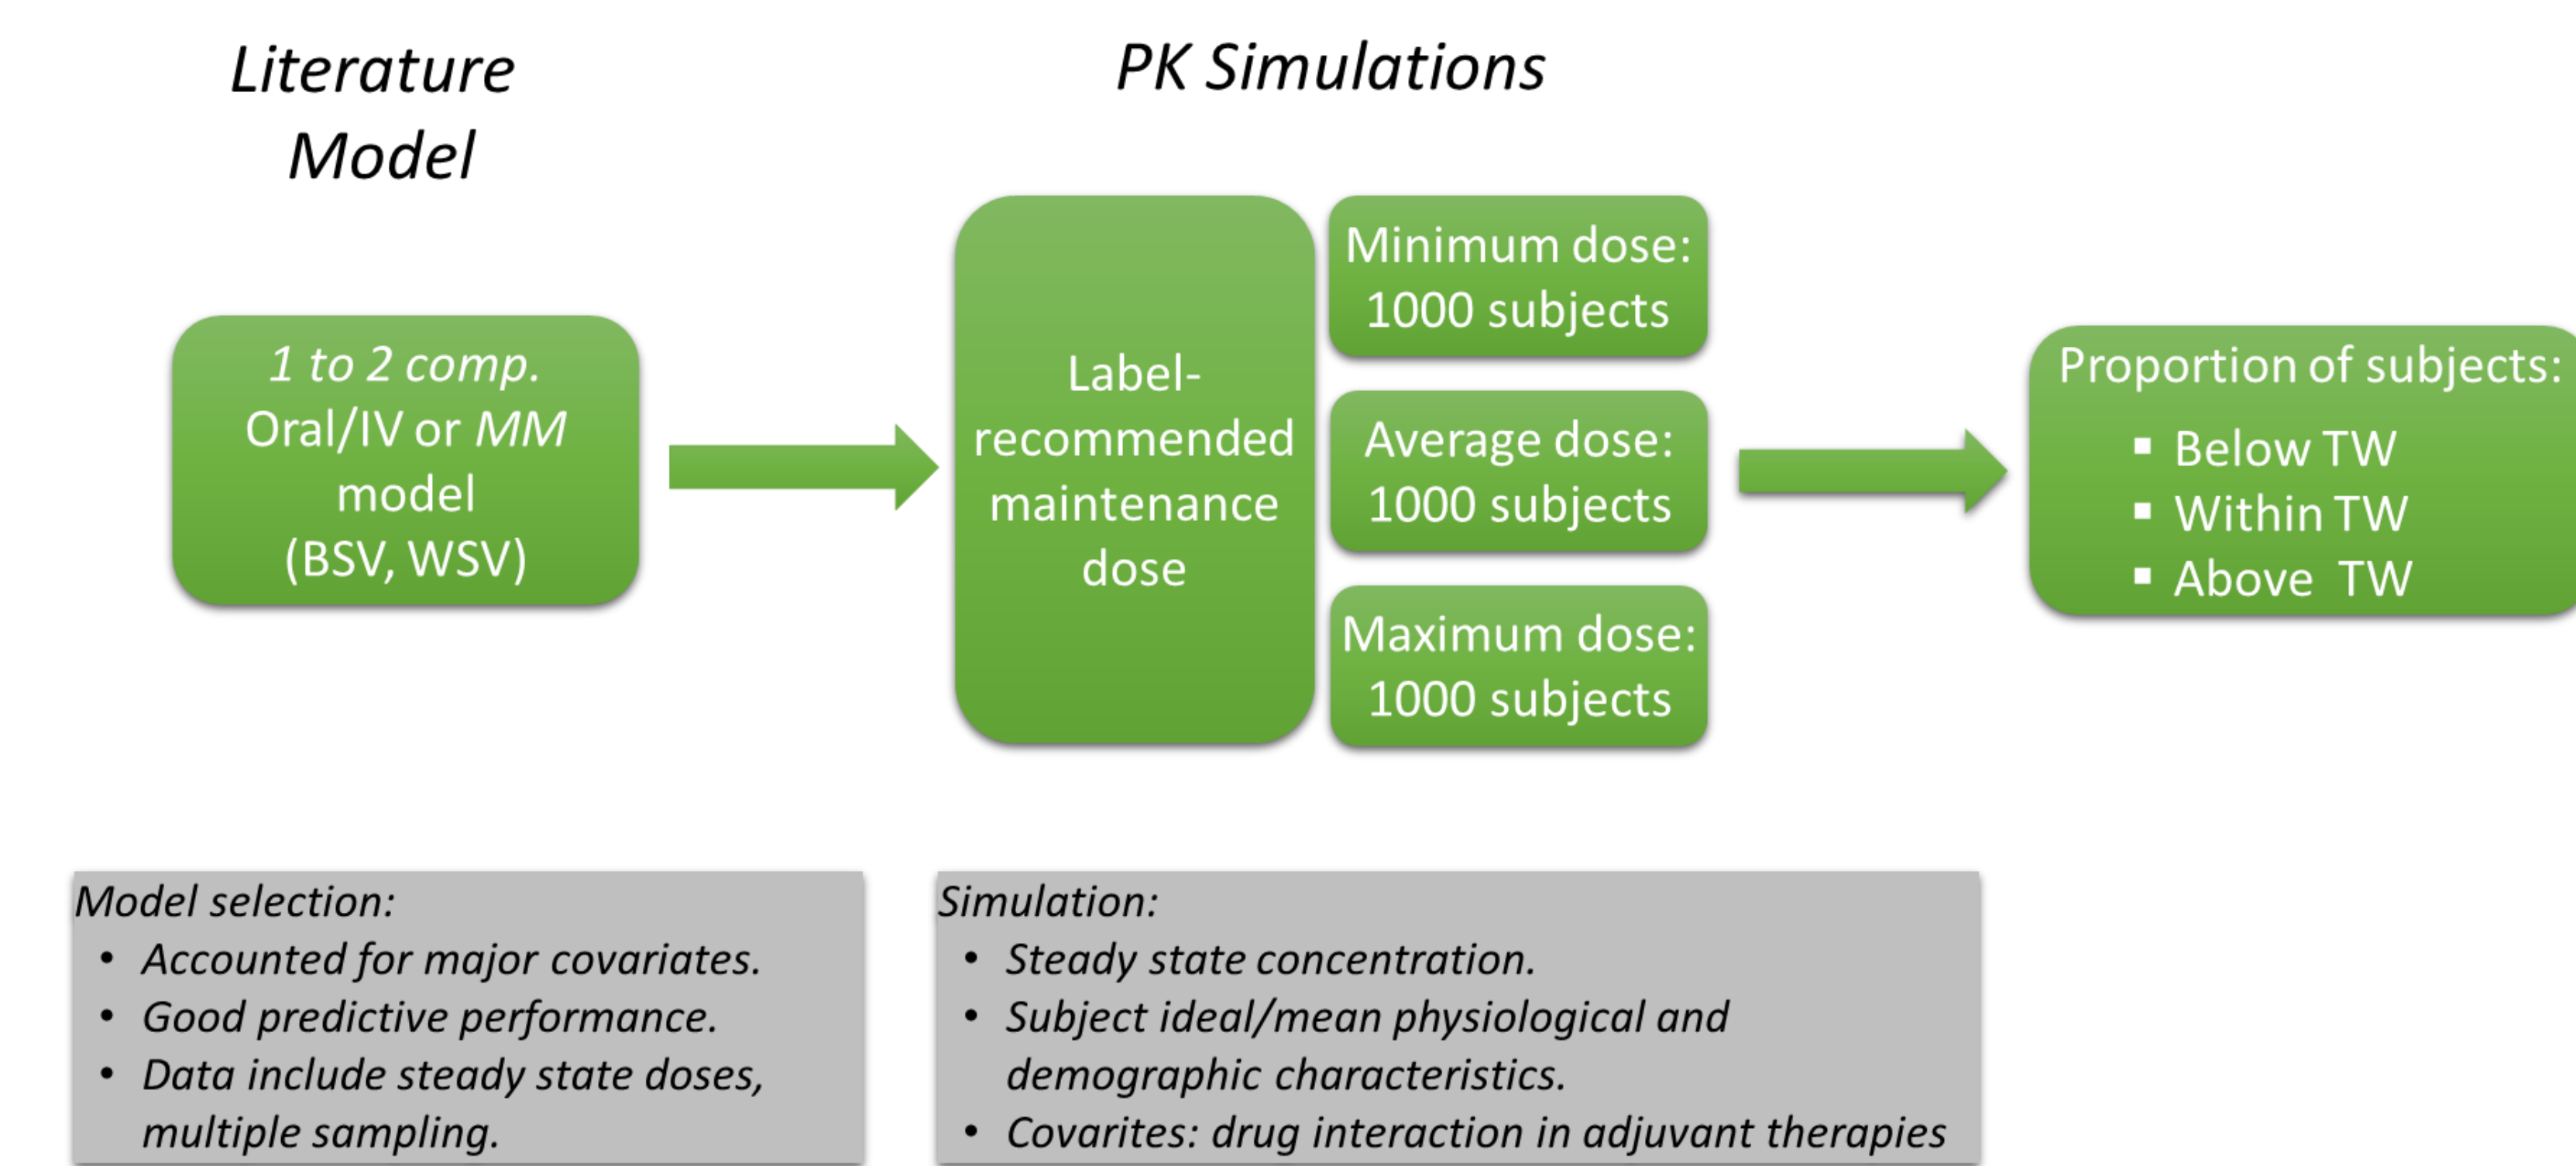 Literature
Model
PK Simulations
1 to 2 comp.
Oral/IV or MM
model
(BSV, WSV)
Label-
recommended
maintenance
dose
Minimum dose:
1000 subjects
Average dose:
1000 subjects
Maximum dose:
1000 subjects
Proportion of subjects:
▪ Below TW
▪ Within TW
▪ Above TW
Model selection:
• Accounted for major covariates.
• Good predictive performance.
• Data include steady state doses,
multiple sampling.
Simulation:
• Steady state concentration.
• Subject ideal/mean physiological and
demographic characteristics.
• Covarites: drug interaction in adjuvant therapies